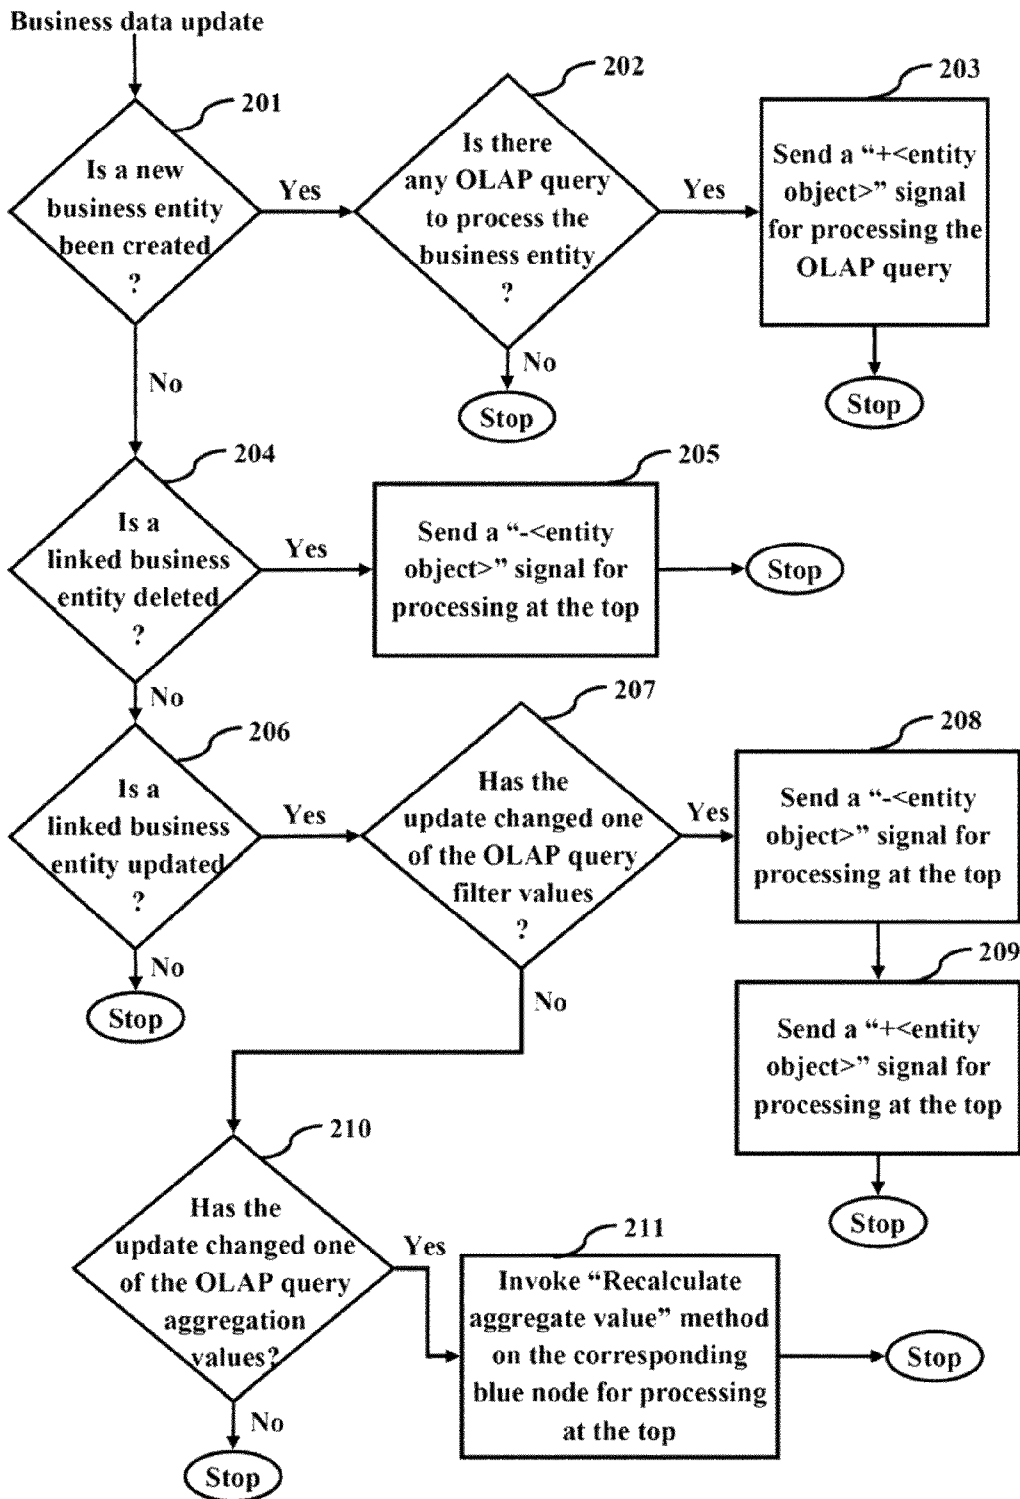 Business data update
201
Is a new
business entity
been created
?
Yes
202
Is there
any OLAP query
to process the
business entity
?
Yes
203
Send a “+<entity
object>” signal
for processing the
OLAP query
No
No
Stop
Stop
204
Is a
linked business
entity deleted
?
Yes
205
Send a “-<entity
object>” signal for
processing at the top
Stop
No
206
Is a
linked business
entity updated
?
Yes
207
Has the
update changed one
of the OLAP query
filter values
?
Yes
208
Send a “-<entity
object>” signal for
processing at the top
No
Stop
No
209
Send a “+<entity
object>” signal for
processing at the top
Stop
210
Has the
update changed one
of the OLAP query
aggregation
values?
Yes
211
Invoke “Recalculate
aggregate value” method
on the corresponding
blue node for processing
at the top
Stop
No
Stop